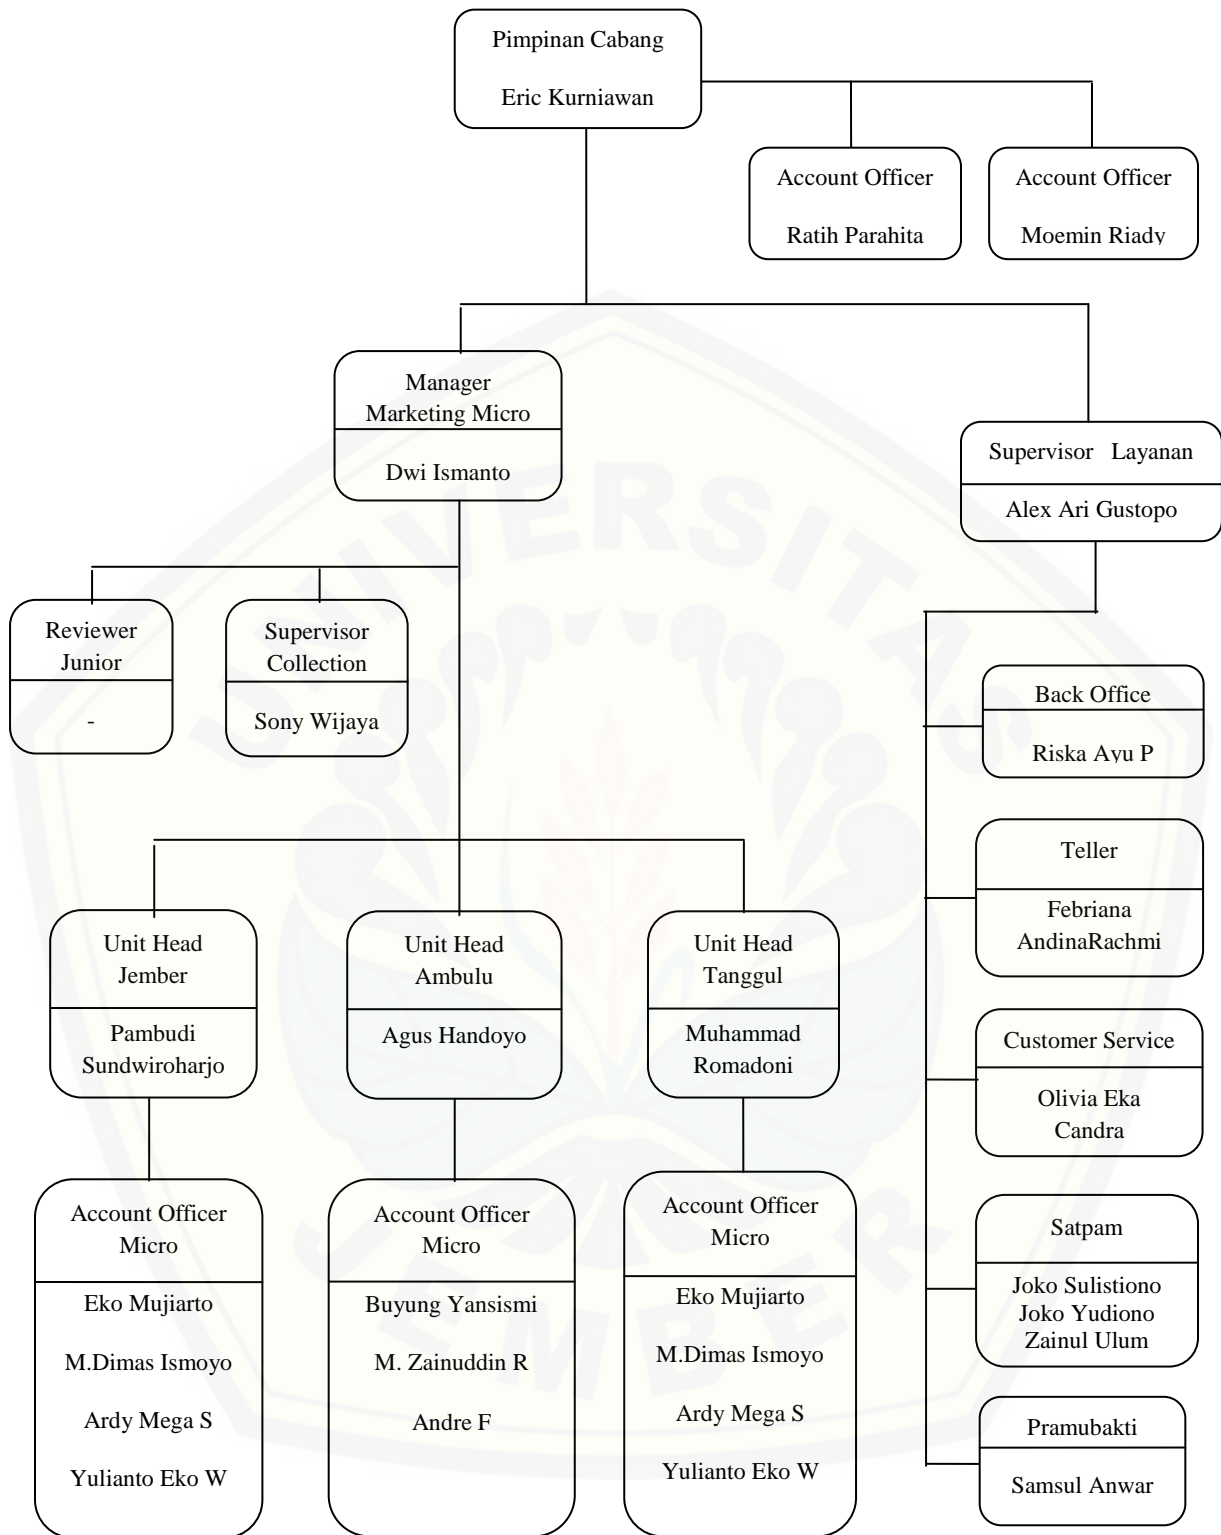 Pimpinan Cabang
Eric Kurniawan
Account Officer
Ratih Parahita
Account Officer
Moemin Riady
Manager
Marketing Micro
Dwi Ismanto
Supervisor Layanan
Alex Ari Gustopo
Reviewer
Junior
-
Supervisor
Collection
Sony Wijaya
Back Office
Riska Ayu P
Teller
Febriana
AndinaRachmi
Unit Head
Jember
Pambudi
Sundwiroharjo
Unit Head
Ambulu
Agus Handoyo
Unit Head
Tanggul
Muhammad
Romadoni
Customer Service
Olivia Eka
Candra
Account Officer
Micro
Eko Mujiarto
M.Dimas Ismoyo
Ardy Mega S
Yulianto Eko W
Account Officer
Micro
Buyung Yansismi
M. Zainuddin R
Andre F
Account Officer
Micro
Eko Mujiarto
M.Dimas Ismoyo
Ardy Mega S
Yulianto Eko W
Satpam
Joko Sulistiono
Joko Yudiono
Zainul Ulum
Pramubakti
Samsul Anwar
UNIVERSITAS
JEMBER